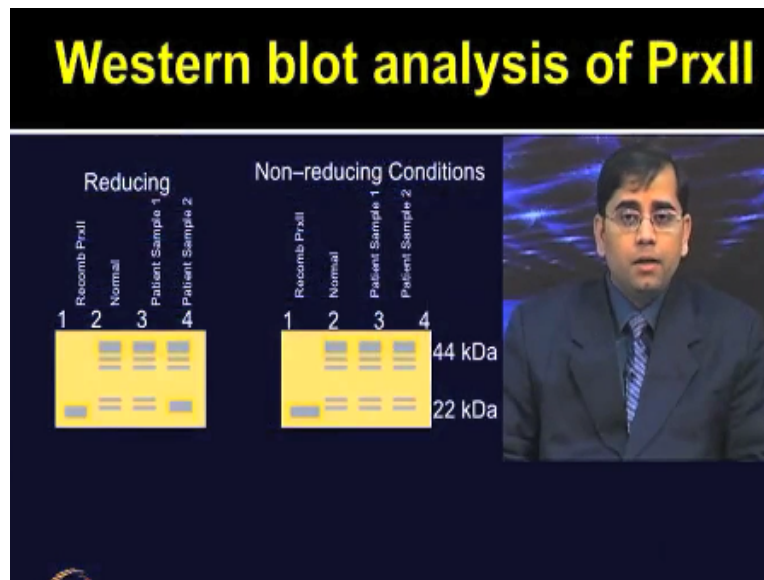 Western blot analysis of PrxII
Reducing
Recomb PrxII
Normal
Patient Sample 1
Patient Sample 2
1 2 3 4
Non–reducing Conditions
Recomb PrxII
Normal
Patient Sample 1
Patient Sample 2
1 2 3 4
44 kDa
22 kDa